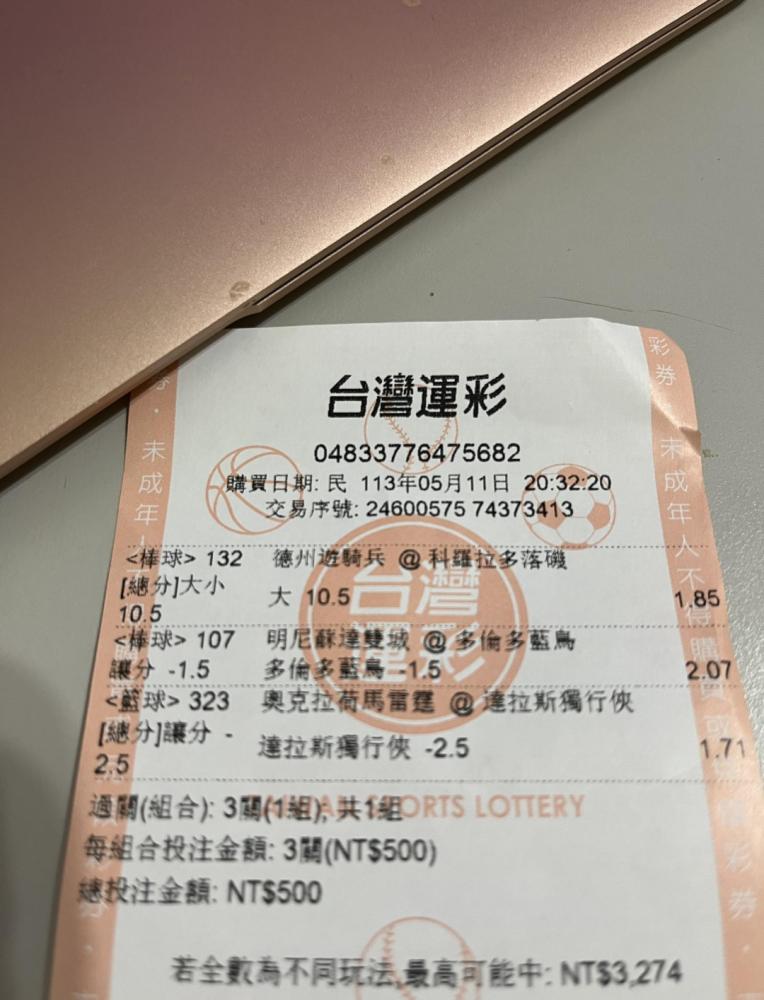 台灣運彩
04833776475682
購買日期: 民 113年05月11日 20:32:20
交易序號: 24600575 74373413
<棒球> 132 德州遊騎兵 @ 科羅拉多落磯
[總分]大小 10.5 大 10.5 1.85
<棒球> 107 明尼蘇達雙城 @ 多倫多藍鳥
讓分 -1.5 多倫多藍鳥 -1.5 2.07
<籃球> 323 奧克拉荷馬雷霆 @ 達拉斯獨行俠
[總分]讓分 - 2.5 達拉斯獨行俠 -2.5 1.71
過關(組合): 3關(1組), 共1組
每組合投注金額: 3關(NT$500)
總投注金額: NT$500
若全數為不同玩法,最高可能中: NT$3,274
台灣運彩
SPORTS LOTTERY
彩券
未成年人不得購買
未成年人